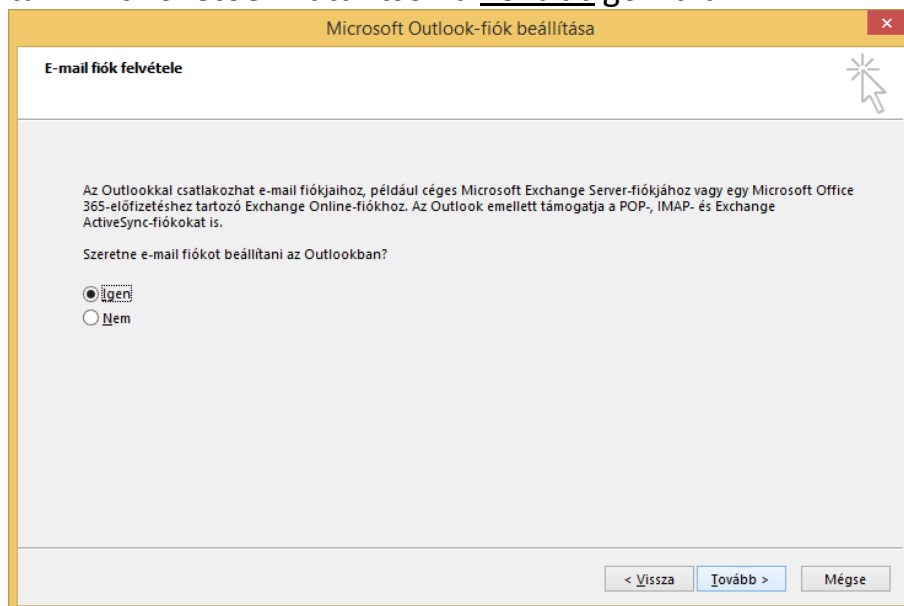 Microsoft Outlook-fiók beállítása
E-mail fiók felvétele
Az Outlookkal csatlakozhat e-mail fiókjaihoz, például céges Microsoft Exchange Server-fiókjához vagy egy Microsoft Office
365-előfizetéshez tartozó Exchange Online-fiókhoz. Az Outlook emellett támogatja a POP-, IMAP- és Exchange
ActiveSync-fiókokat is.
Szeretne e-mail fiókot beállítani az Outlookban?
Igen
Nem
< Vissza Tovább > Mégse